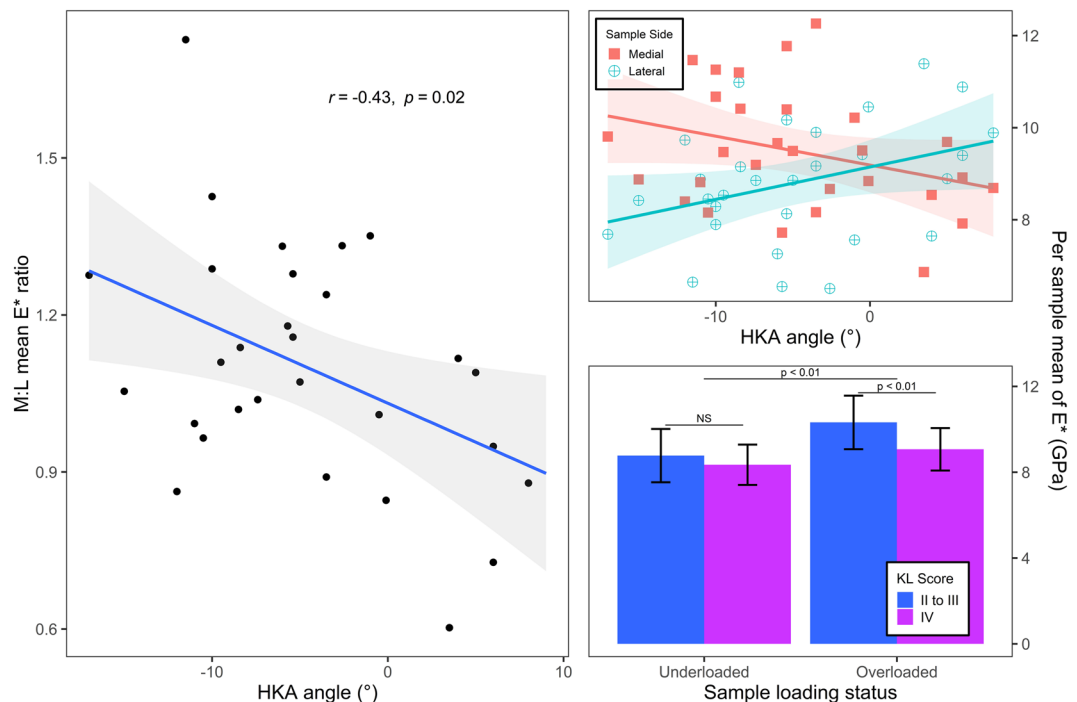 M:L mean E* ratio
1.5
1.2
0.9
0.6
r = -0.43, p = 0.02
-10
0
10
HKA angle (°)
Sample Side
Medial
Lateral
12
10
8
-10
0
HKA angle (°)
Per sample mean of E* (GPa)
p < 0.01
p < 0.01
NS
12
8
4
0
KL Score
II to III
IV
Underloaded
Overloaded
Sample loading status